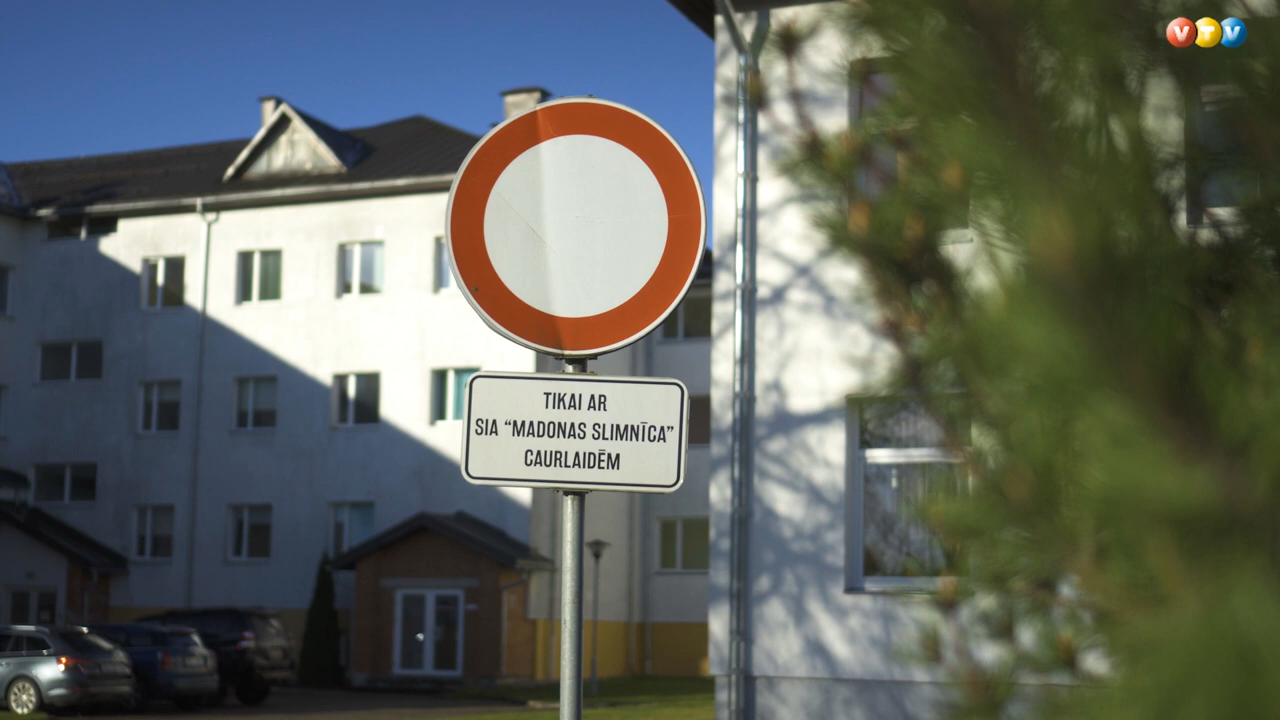 VTV
TIKAI AR
SIA “MADONAS SLIMNĪCA”
CAURLAIDĒM